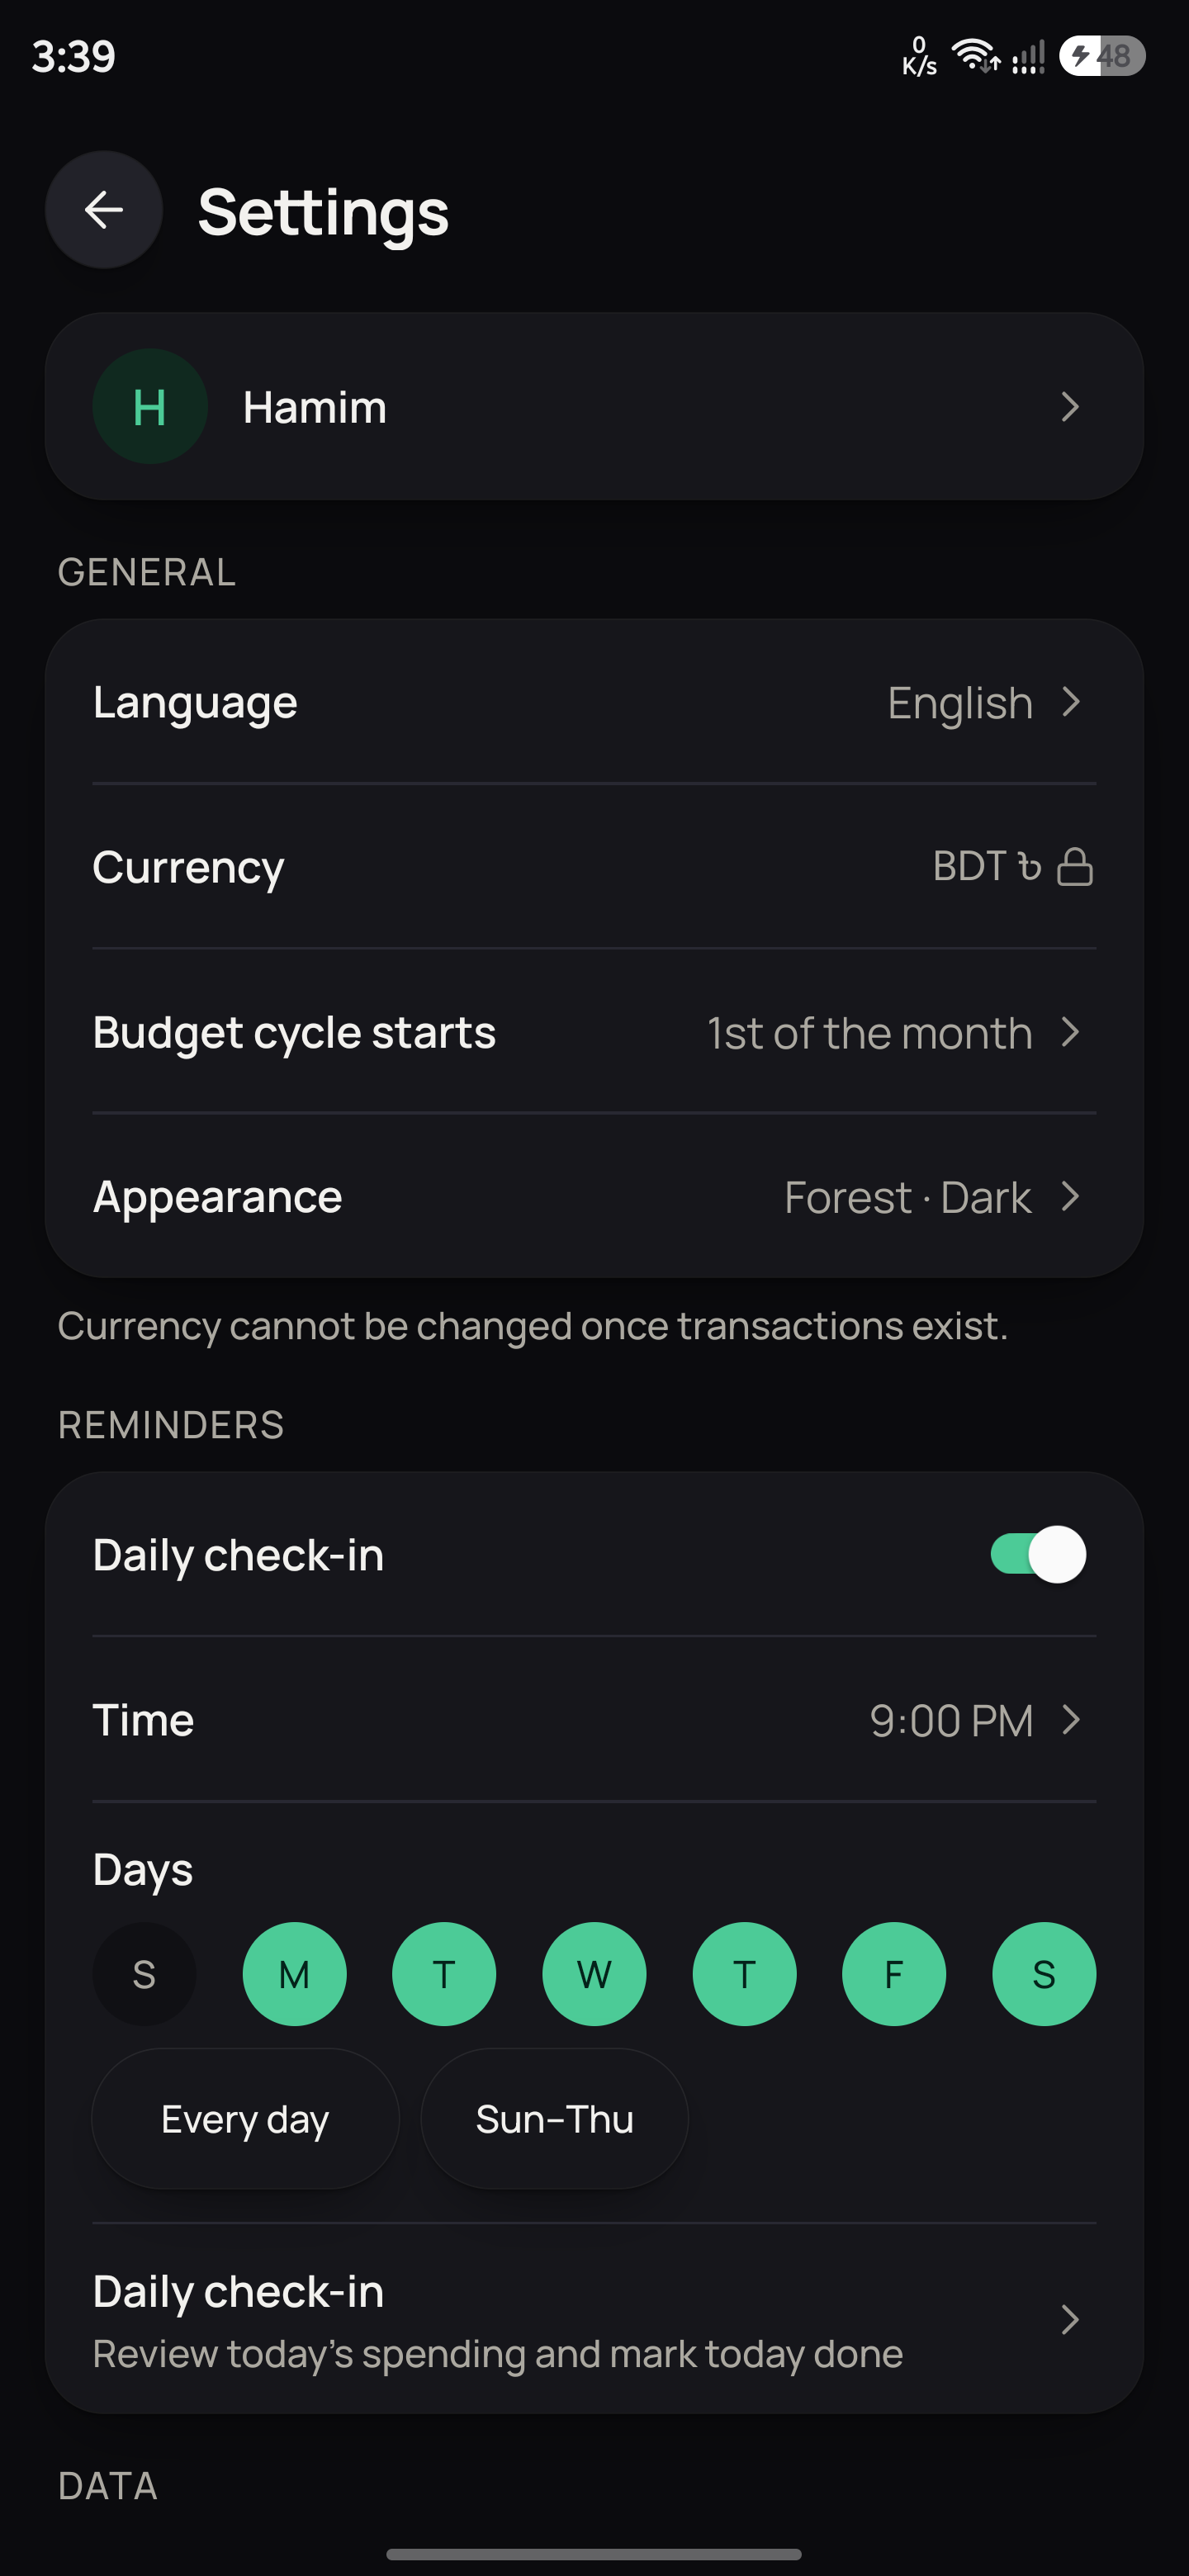 3:39
0
K/s
48
Settings
H
Hamim
GENERAL
Language English
Currency BDT ৳
Budget cycle starts 1st of the month
Appearance Forest · Dark
Currency cannot be changed once transactions exist.
REMINDERS
Daily check-in
Time 9:00 PM
Days
S M T W T F S
Every day Sun–Thu
Daily check-in
Review today’s spending and mark today done
DATA